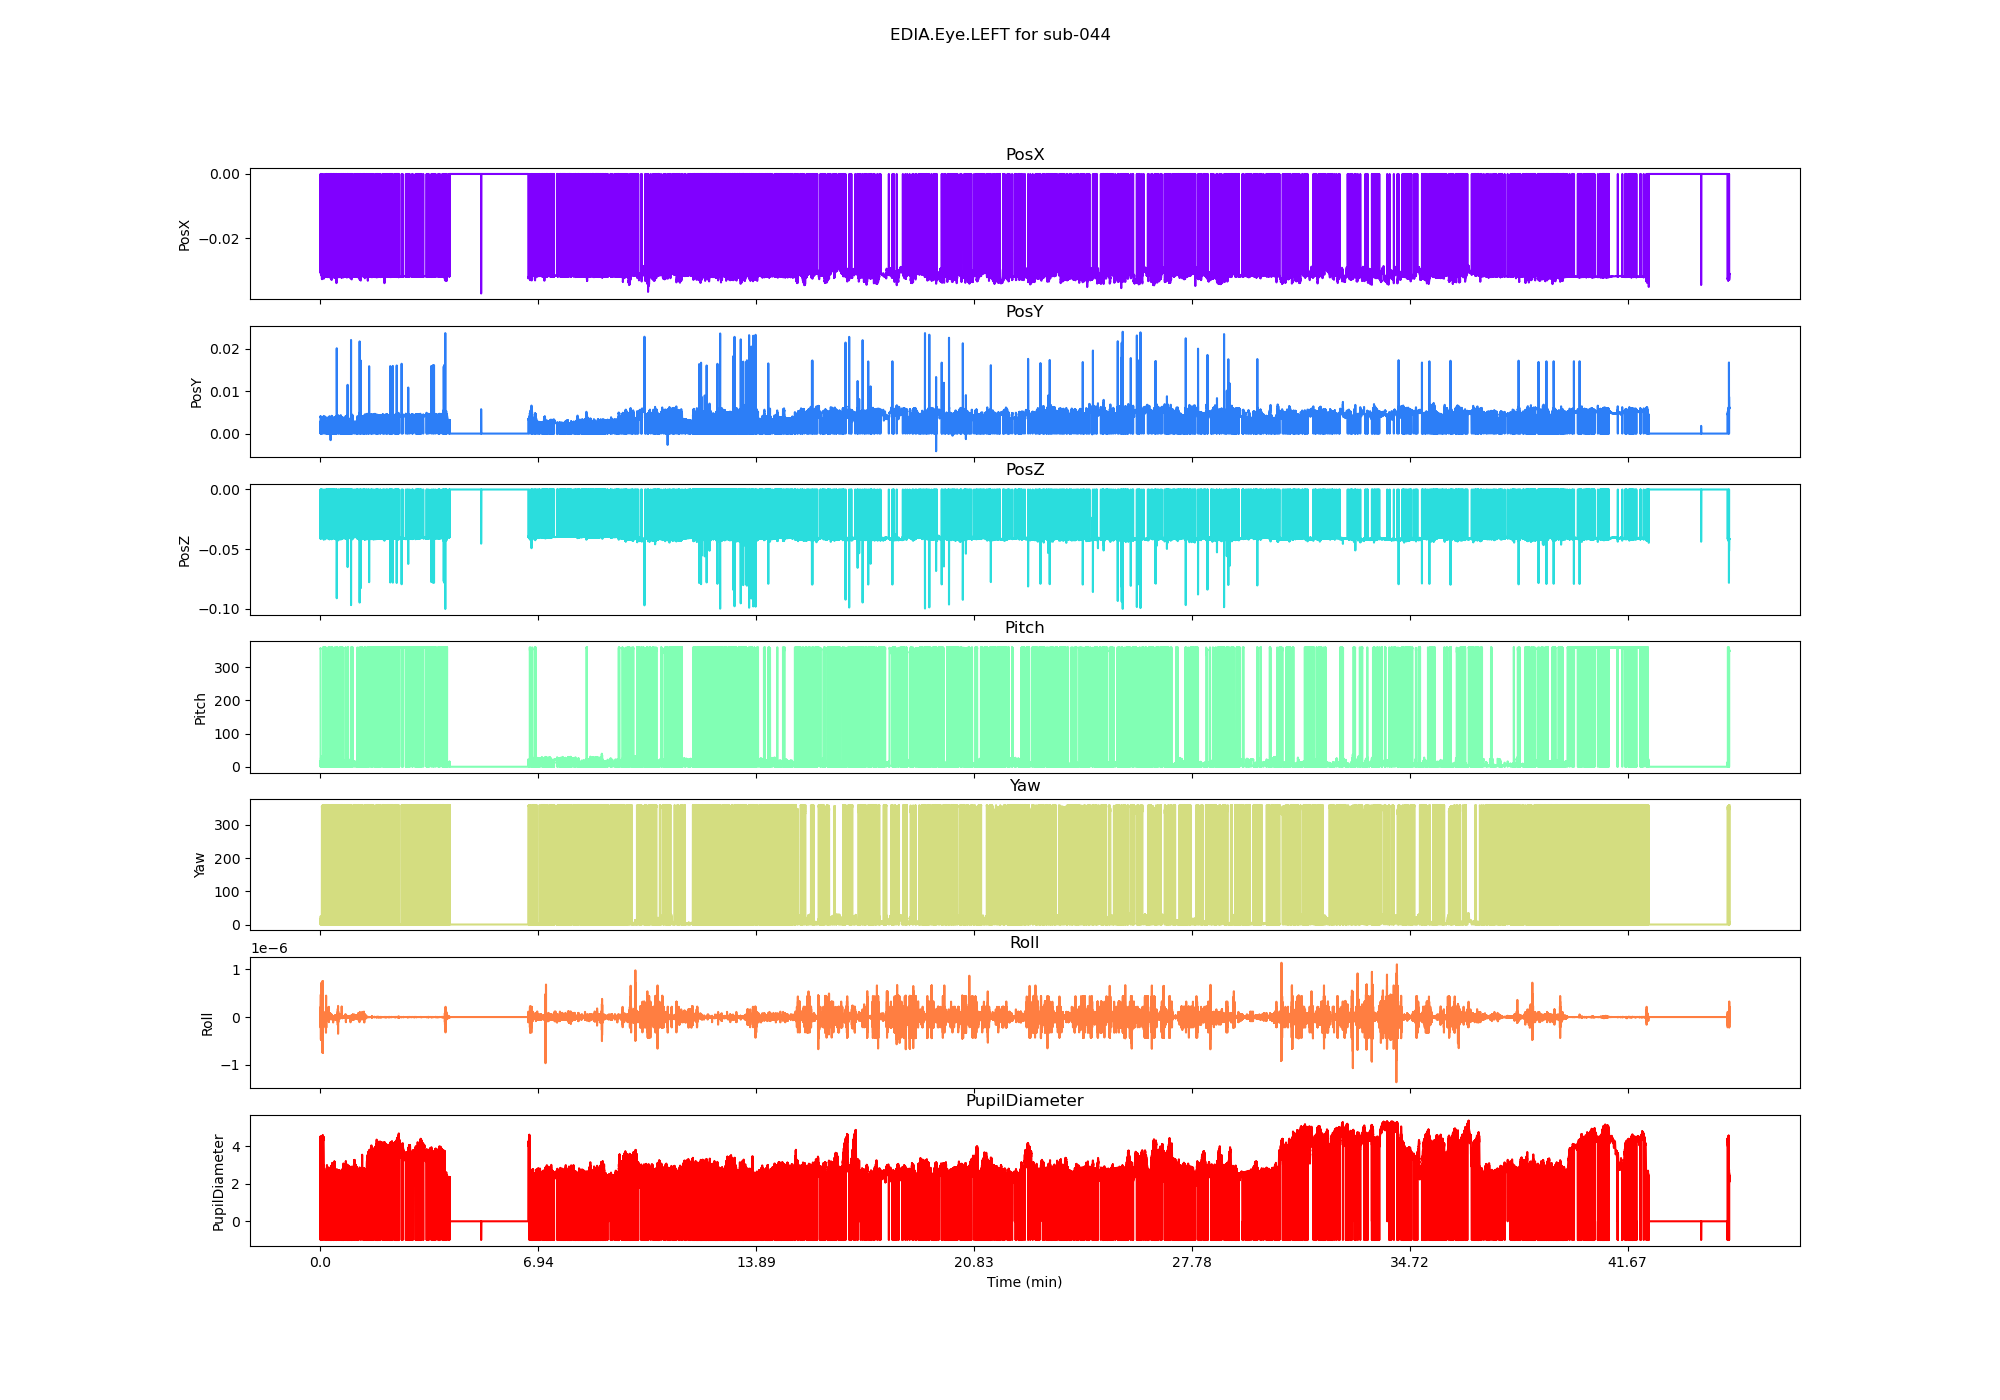 EDIA.Eye.LEFT for sub-044
PosX
0.00
−0.02
PosX
PosY
0.02
0.01
0.00
PosY
PosZ
0.00
−0.05
−0.10
PosZ
Pitch
300
200
100
0
Pitch
Yaw
300
200
100
0
Yaw
1e−6
Roll
1
0
−1
Roll
PupilDiameter
4
2
0
PupilDiameter
0.0 6.94 13.89 20.83 27.78 34.72 41.67
Time (min)